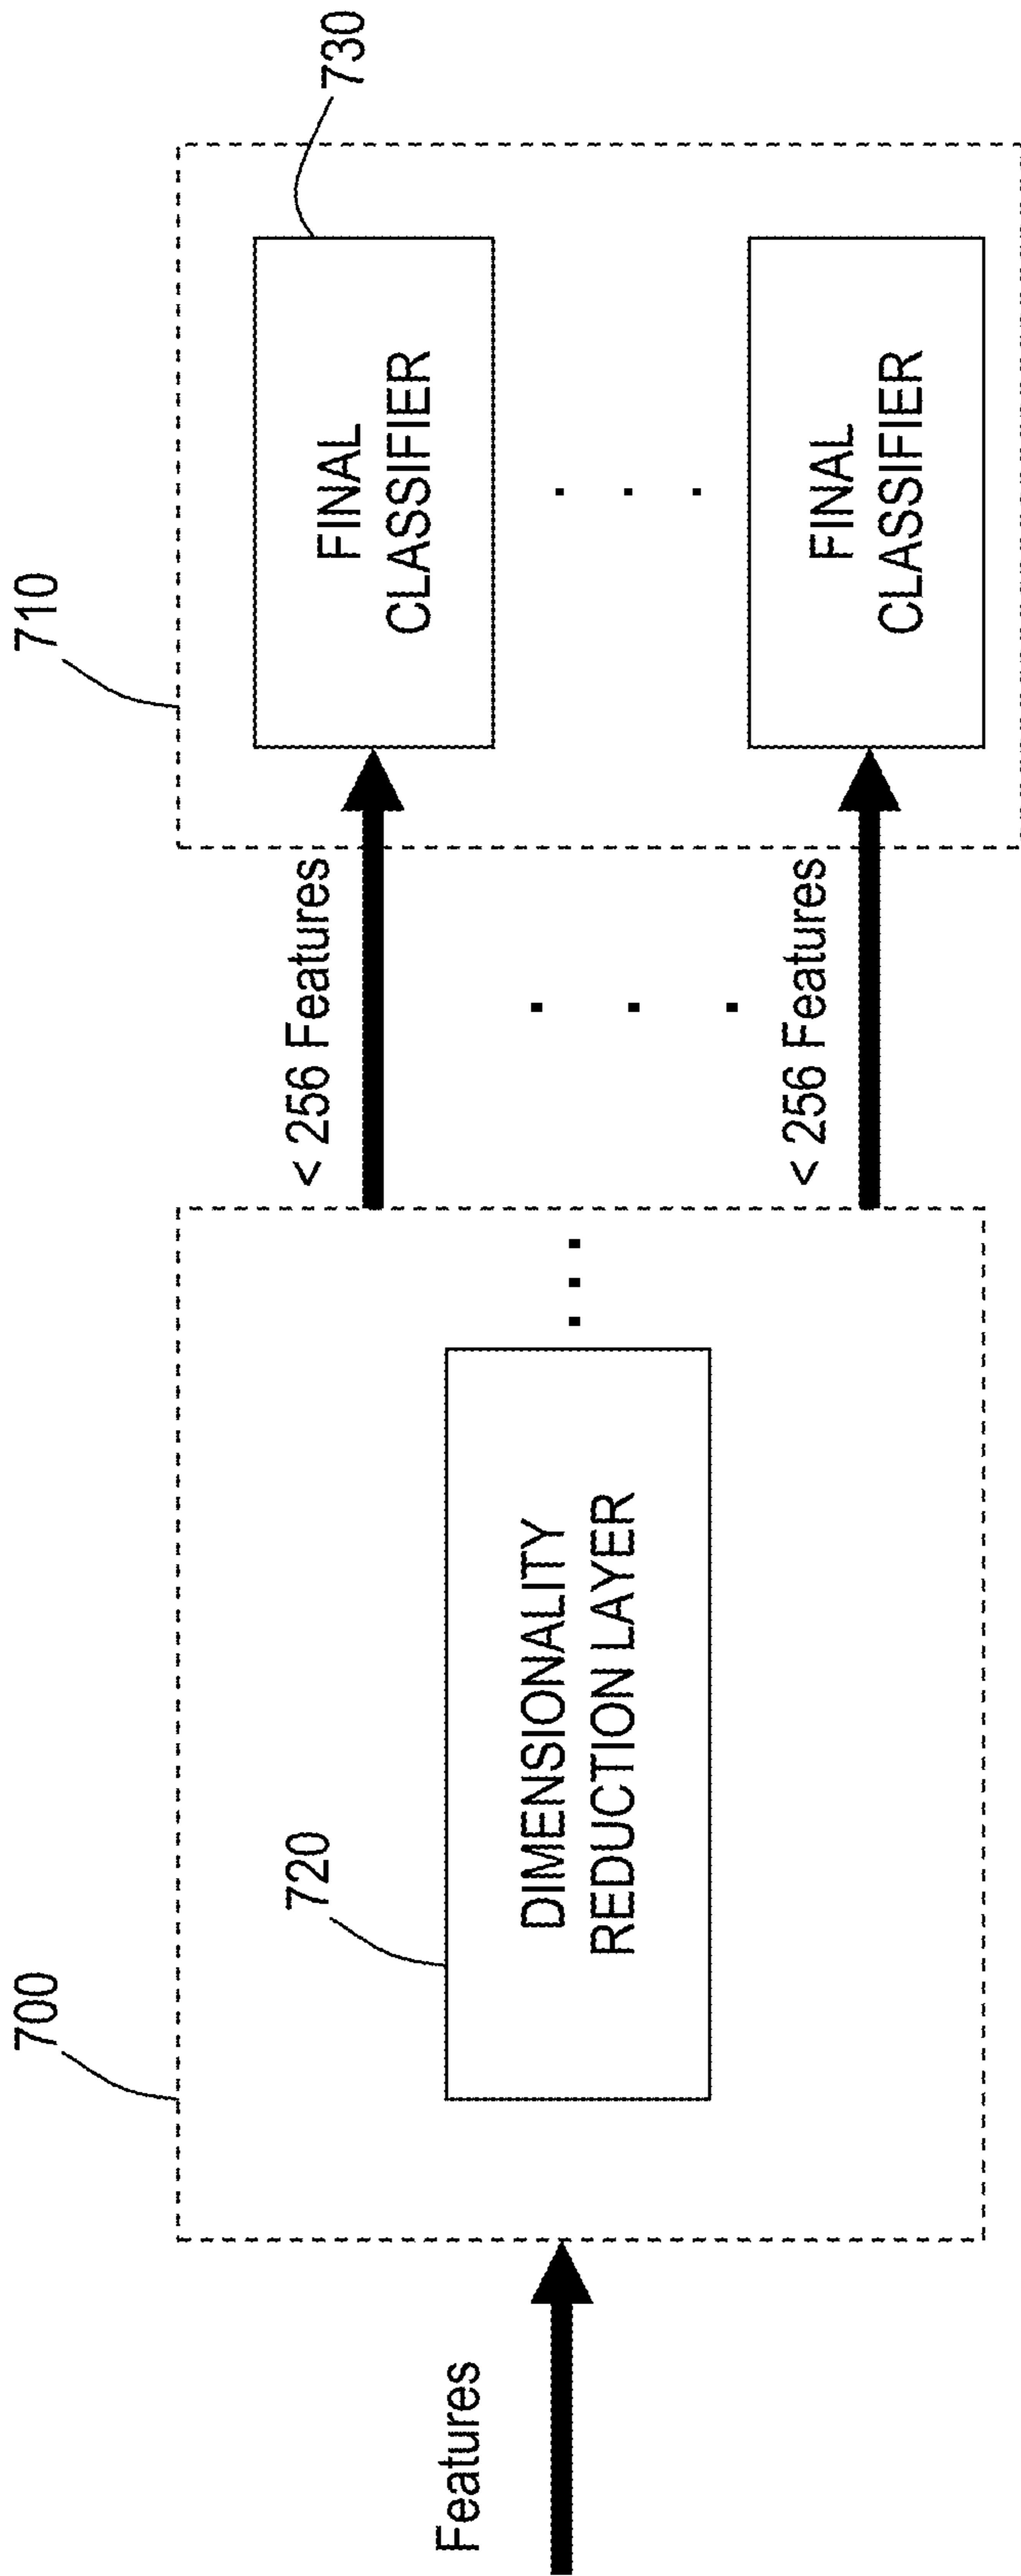 700
710
730
720
Features
DIMENSIONALITY
REDUCTION LAYER
< 256 Features
< 256 Features
FINAL
CLASSIFIER
FINAL
CLASSIFIER